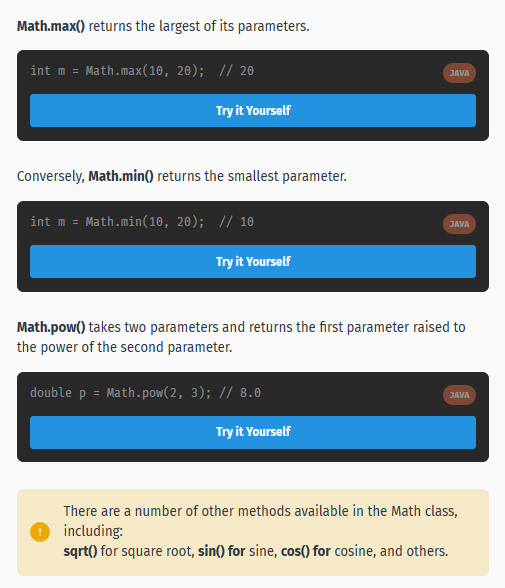 Math.max() returns the largest of its parameters.
int m = Math.max(10, 20);  // 20
JAVA
Try it Yourself
Conversely, Math.min() returns the smallest parameter.
int m = Math.min(10, 20);  // 10
JAVA
Try it Yourself
Math.pow() takes two parameters and returns the first parameter raised to
the power of the second parameter.
double p = Math.pow(2, 3); // 8.0
JAVA
Try it Yourself
!
There are a number of other methods available in the Math class,
including:
sqrt() for square root, sin() for sine, cos() for cosine, and others.